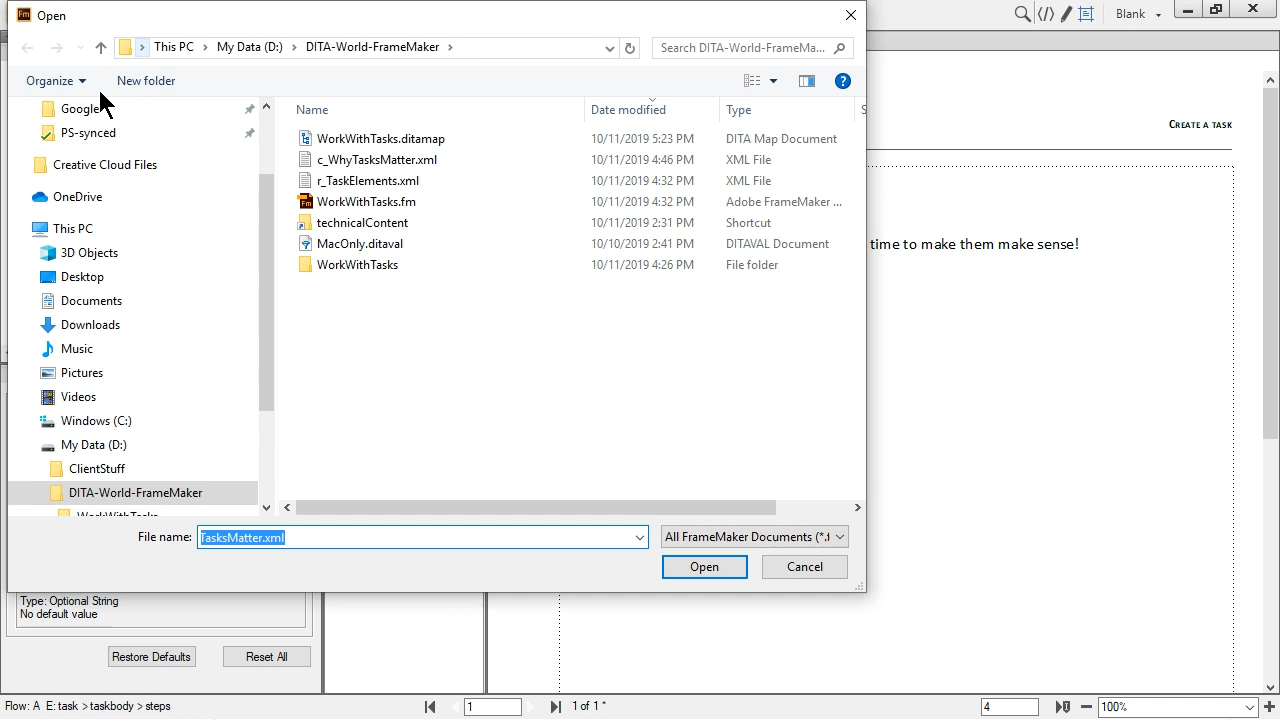 Open
Blank
This PC > My Data (D:) > DITA-World-FrameMaker >
Search DITA-World-FrameMa...
Organize
New folder
Google
PS-synced
Creative Cloud Files
OneDrive
This PC
3D Objects
Desktop
Documents
Downloads
Music
Pictures
Videos
Windows (C:)
My Data (D:)
ClientStuff
DITA-World-FrameMaker
WorkWithTasks
Name Date modified Type
WorkWithTasks.ditamap 10/11/2019 5:23 PM DITA Map Document
c_WhyTasksMatter.xml 10/11/2019 4:46 PM XML File
r_TaskElements.xml 10/11/2019 4:32 PM XML File
WorkWithTasks.fm 10/11/2019 4:32 PM Adobe FrameMaker ...
technicalContent 10/11/2019 2:31 PM Shortcut
MacOnly.ditaval 10/10/2019 2:41 PM DITAVAL Document
WorkWithTasks 10/11/2019 4:26 PM File folder
File name: TasksMatter.xml
All FrameMaker Documents (*.f
Open Cancel
CREATE A TASK
time to make them make sense!
Type: Optional String
No default value
Restore Defaults Reset All
Flow: A E: task > taskbody > steps
1
1 of 1 *
4
100%